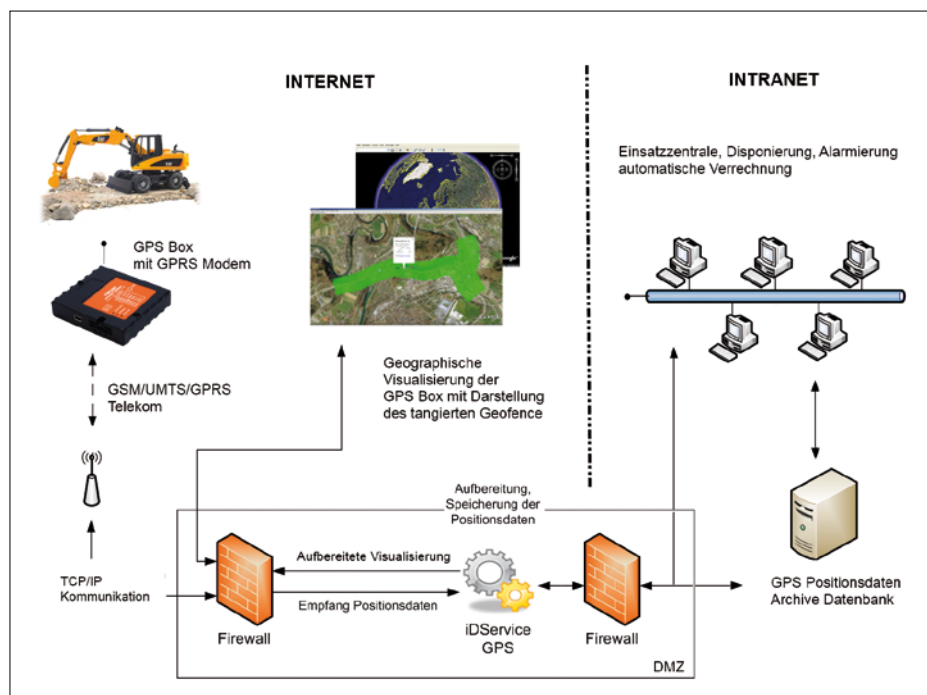 INTERNET
INTRANET
Einsatzzentrale, Disponierung, Alarmierung
automatische Verrechnung
GPS Box
mit GPRS Modem
GSM/UMTS/GPRS
Telekom
Geographische
Visualisierung der
GPS Box mit Darstellung
des tangierten Geofence
Aufbereitung,
Speicherung der
Positionsdaten
TCP/IP
Kommunikation
Aufbereitete Visualisierung
Empfang Positionsdaten
Firewall
iDService
GPS
Firewall
DMZ
GPS Positionsdaten
Archive Datenbank